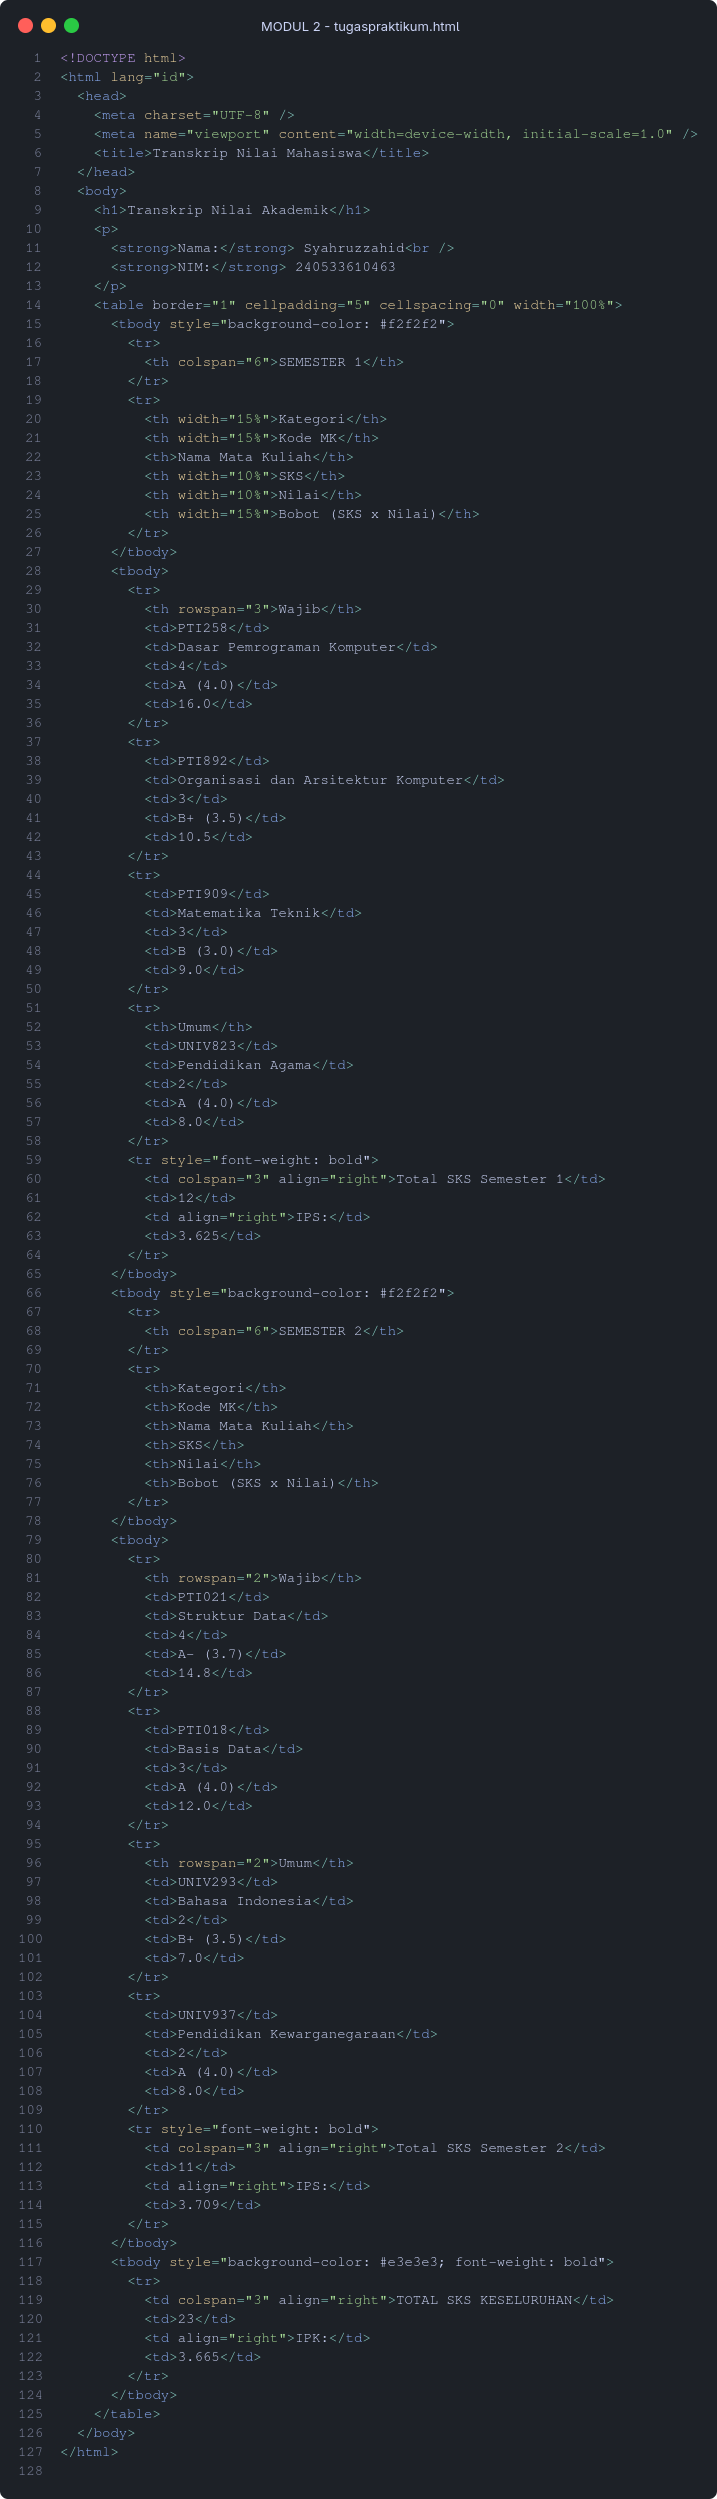 MODUL 2 - tugaspraktikum.html
1 <!DOCTYPE html>
2 <html lang="id">
3   <head>
4     <meta charset="UTF-8" />
5     <meta name="viewport" content="width=device-width, initial-scale=1.0" />
6     <title>Transkrip Nilai Mahasiswa</title>
7   </head>
8   <body>
9     <h1>Transkrip Nilai Akademik</h1>
10     <p>
11       <strong>Nama:</strong> Syahruzzahid<br />
12       <strong>NIM:</strong> 240533610463
13     </p>
14     <table border="1" cellpadding="5" cellspacing="0" width="100%">
15       <tbody style="background-color: #f2f2f2">
16         <tr>
17           <th colspan="6">SEMESTER 1</th>
18         </tr>
19         <tr>
20           <th width="15%">Kategori</th>
21           <th width="15%">Kode MK</th>
22           <th>Nama Mata Kuliah</th>
23           <th width="10%">SKS</th>
24           <th width="10%">Nilai</th>
25           <th width="15%">Bobot (SKS x Nilai)</th>
26         </tr>
27       </tbody>
28       <tbody>
29         <tr>
30           <th rowspan="3">Wajib</th>
31           <td>PTI258</td>
32           <td>Dasar Pemrograman Komputer</td>
33           <td>4</td>
34           <td>A (4.0)</td>
35           <td>16.0</td>
36         </tr>
37         <tr>
38           <td>PTI892</td>
39           <td>Organisasi dan Arsitektur Komputer</td>
40           <td>3</td>
41           <td>B+ (3.5)</td>
42           <td>10.5</td>
43         </tr>
44         <tr>
45           <td>PTI909</td>
46           <td>Matematika Teknik</td>
47           <td>3</td>
48           <td>B (3.0)</td>
49           <td>9.0</td>
50         </tr>
51         <tr>
52           <th>Umum</th>
53           <td>UNIV823</td>
54           <td>Pendidikan Agama</td>
55           <td>2</td>
56           <td>A (4.0)</td>
57           <td>8.0</td>
58         </tr>
59         <tr style="font-weight: bold">
60           <td colspan="3" align="right">Total SKS Semester 1</td>
61           <td>12</td>
62           <td align="right">IPS:</td>
63           <td>3.625</td>
64         </tr>
65       </tbody>
66       <tbody style="background-color: #f2f2f2">
67         <tr>
68           <th colspan="6">SEMESTER 2</th>
69         </tr>
70         <tr>
71           <th>Kategori</th>
72           <th>Kode MK</th>
73           <th>Nama Mata Kuliah</th>
74           <th>SKS</th>
75           <th>Nilai</th>
76           <th>Bobot (SKS x Nilai)</th>
77         </tr>
78       </tbody>
79       <tbody>
80         <tr>
81           <th rowspan="2">Wajib</th>
82           <td>PTI021</td>
83           <td>Struktur Data</td>
84           <td>4</td>
85           <td>A- (3.7)</td>
86           <td>14.8</td>
87         </tr>
88         <tr>
89           <td>PTI018</td>
90           <td>Basis Data</td>
91           <td>3</td>
92           <td>A (4.0)</td>
93           <td>12.0</td>
94         </tr>
95         <tr>
96           <th rowspan="2">Umum</th>
97           <td>UNIV293</td>
98           <td>Bahasa Indonesia</td>
99           <td>2</td>
100           <td>B+ (3.5)</td>
101           <td>7.0</td>
102         </tr>
103         <tr>
104           <td>UNIV937</td>
105           <td>Pendidikan Kewarganegaraan</td>
106           <td>2</td>
107           <td>A (4.0)</td>
108           <td>8.0</td>
109         </tr>
110         <tr style="font-weight: bold">
111           <td colspan="3" align="right">Total SKS Semester 2</td>
112           <td>11</td>
113           <td align="right">IPS:</td>
114           <td>3.709</td>
115         </tr>
116       </tbody>
117       <tbody style="background-color: #e3e3e3; font-weight: bold">
118         <tr>
119           <td colspan="3" align="right">TOTAL SKS KESELURUHAN</td>
120           <td>23</td>
121           <td align="right">IPK:</td>
122           <td>3.665</td>
123         </tr>
124       </tbody>
125     </table>
126   </body>
127 </html>
128